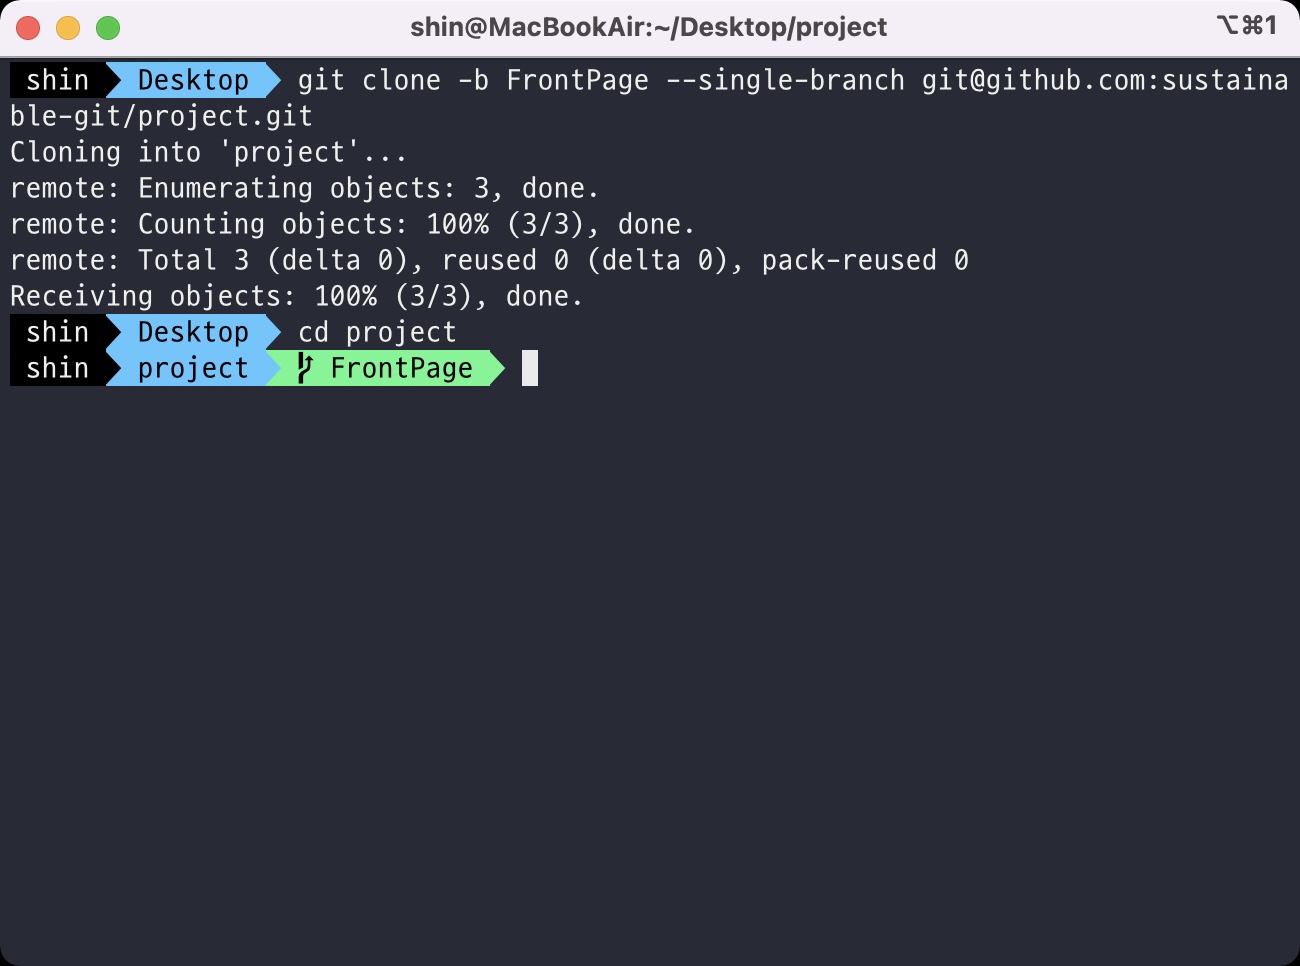 shin@MacBookAir:~/Desktop/project ⌥⌘1
shin Desktop git clone -b FrontPage --single-branch git@github.com:sustaina
ble-git/project.git
Cloning into 'project'...
remote: Enumerating objects: 3, done.
remote: Counting objects: 100% (3/3), done.
remote: Total 3 (delta 0), reused 0 (delta 0), pack-reused 0
Receiving objects: 100% (3/3), done.
shin Desktop cd project
shin project FrontPage